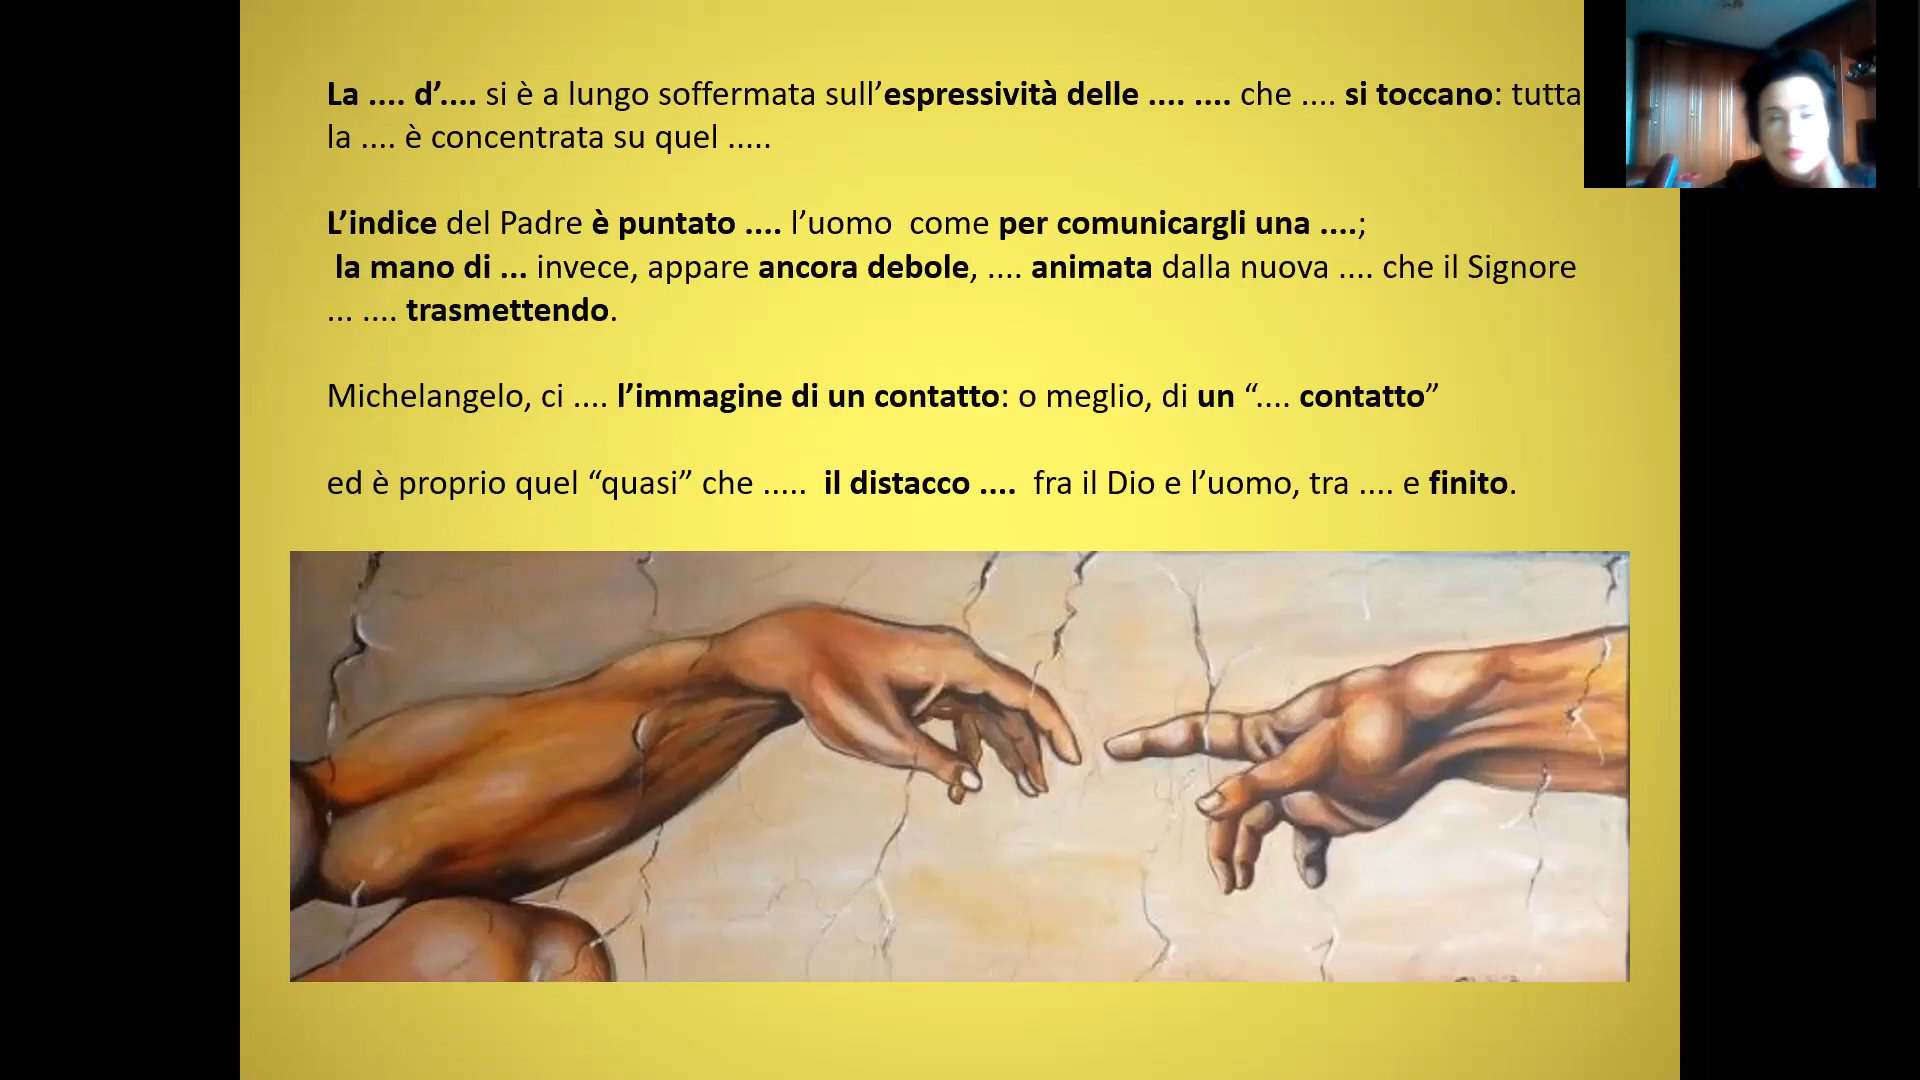 La .... d’.... si è a lungo soffermata sull’espressività delle .... .... che .... si toccano: tutta
la .... è concentrata su quel .....
L’indice del Padre è puntato .... l’uomo come per comunicargli una ....;
la mano di ... invece, appare ancora debole, .... animata dalla nuova .... che il Signore
... .... trasmettendo.
Michelangelo, ci .... l’immagine di un contatto: o meglio, di un “.... contatto”
ed è proprio quel “quasi” che ..... il distacco .... fra il Dio e l’uomo, tra .... e finito.